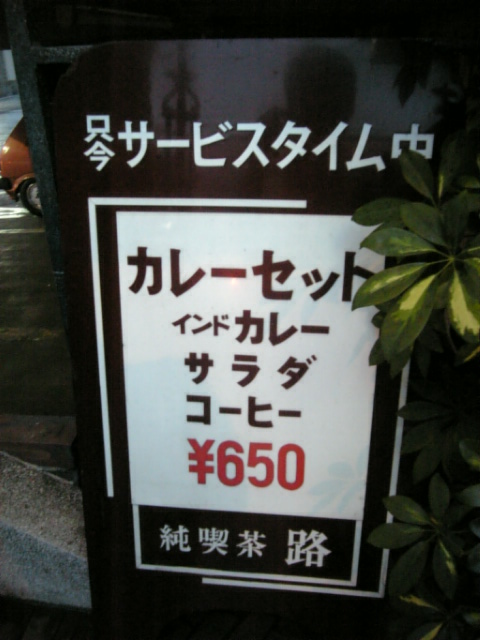 只今サービスタイム中
カレーセット
インドカレー
サラダ
コーヒー
¥650
純喫茶 路